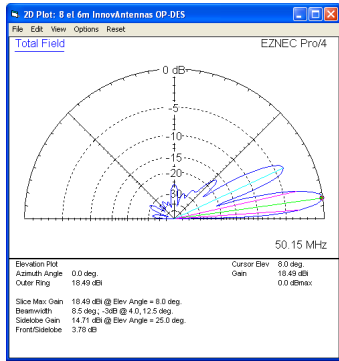 2D Plot: 8 el 6m InnovAntennas OP-DES
File Edit View Options Reset
Total Field
EZNEC Pro/4
0 dB
-5
-10
-15
-20
-30
50.15 MHz
Elevation Plot
Cursor Elev 8.0 deg.
Azimuth Angle 0.0 deg.
Gain 18.49 dBi
Outer Ring 18.49 dBi
0.0 dBmax
Slice Max Gain 18.49 dBi @ Elev Angle = 8.0 deg.
Beamwidth 8.5 deg.; -3dB @ 4.0, 12.5 deg.
Sidelobe Gain 14.71 dBi @ Elev Angle = 25.0 deg.
Front/Sidelobe 3.78 dB